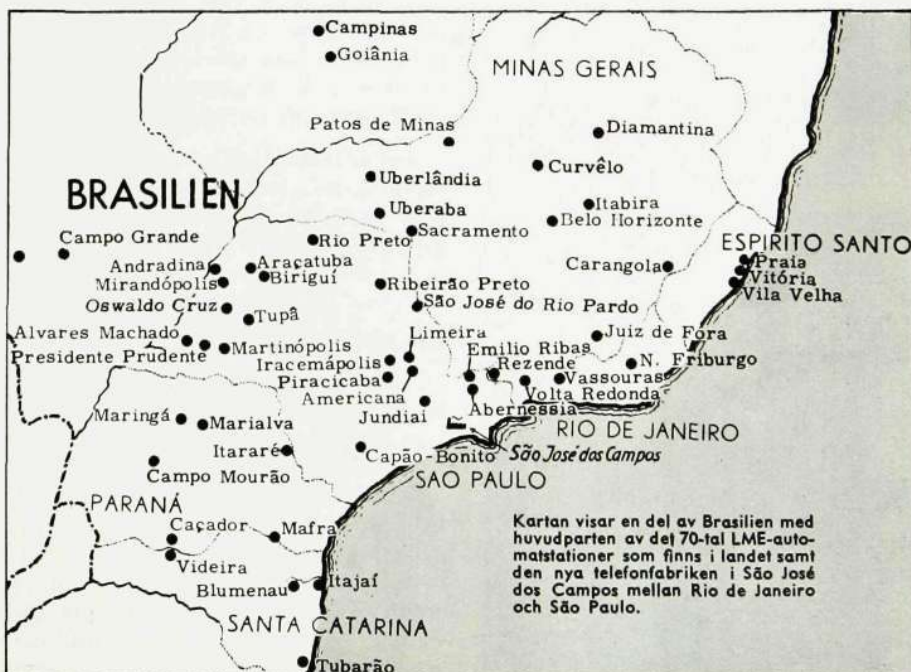 Campinas
Goiânia
MINAS GERAIS
Patos de Minas
Diamantina
Curvêlo
Uberlândia
BRASILIEN
Itabira
Uberaba
Belo Horizonte
Sacramento
Campo Grande
Rio Preto
ESPIRITO SANTO
Andradina
Araçatuba
Carangola
Praia
Mirandópolis
Biriguí
Ribeirão Preto
Vitória
Vila Velha
Oswaldo Cruz
São José do Rio Pardo
Tupâ
Alvares Machado
Limeira
Juiz de Fora
Presidente Prudente
Martinópolis
Emilio Ribas
Iracemápolis
Rezende
N. Friburgo
Piracicaba
Vassouras
Americana
Volta Redonda
Jundiai
Abernessia
Maringá
Marialva
RIO DE JANEIRO
Itararé
Capão-Bonito
São José dos Campos
Campo Mourão
SAO PAULO
PARANÁ
Caçador
Mafra
Videira
Blumenau
Itajaí
SANTA CATARINA
Tubarão
Kartan visar en del av Brasilien med
huvudparten av det 70-tal LME-auto-
matstationer som finns i landet samt
den nya telefonfabriken i São José
dos Campos mellan Rio de Janeiro
och São Paulo.